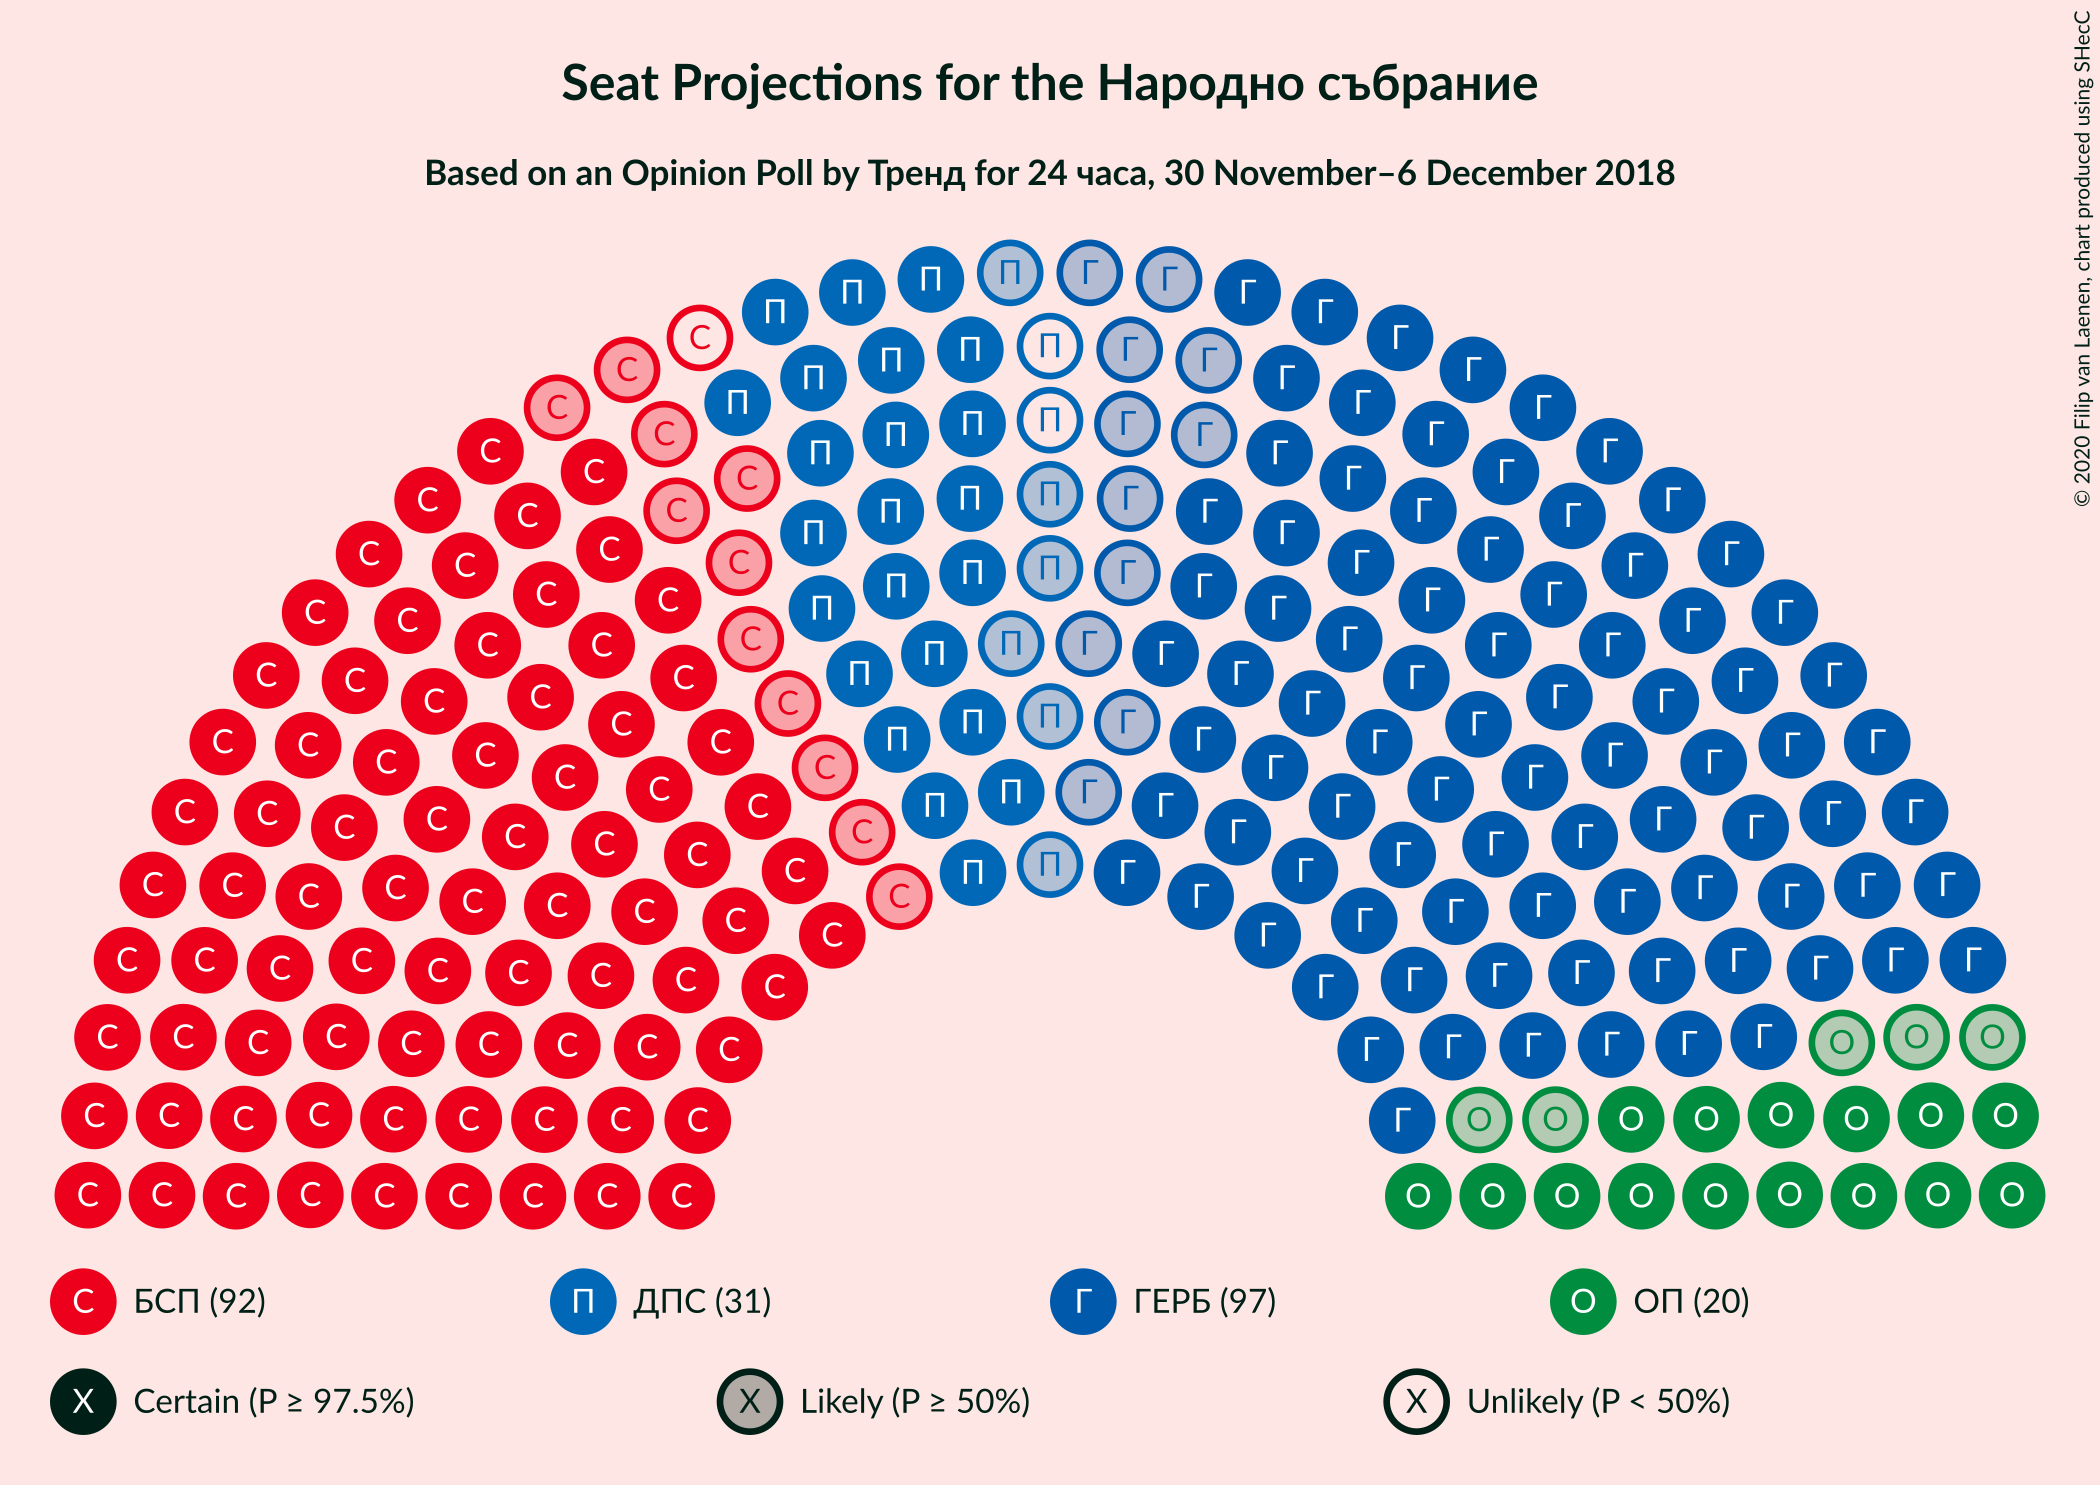 Seat Projections for the Народно събрание
Based on an Opinion Poll by Тренд for 24 часа, 30 November–6 December 2018
© 2020 Filip van Laenen, chart produced using SHecC
С БСП (92) П ДПС (31) Г ГЕРБ (97) О ОП (20)
X Certain (P ≥ 97.5%) X Likely (P ≥ 50%) X Unlikely (P < 50%)